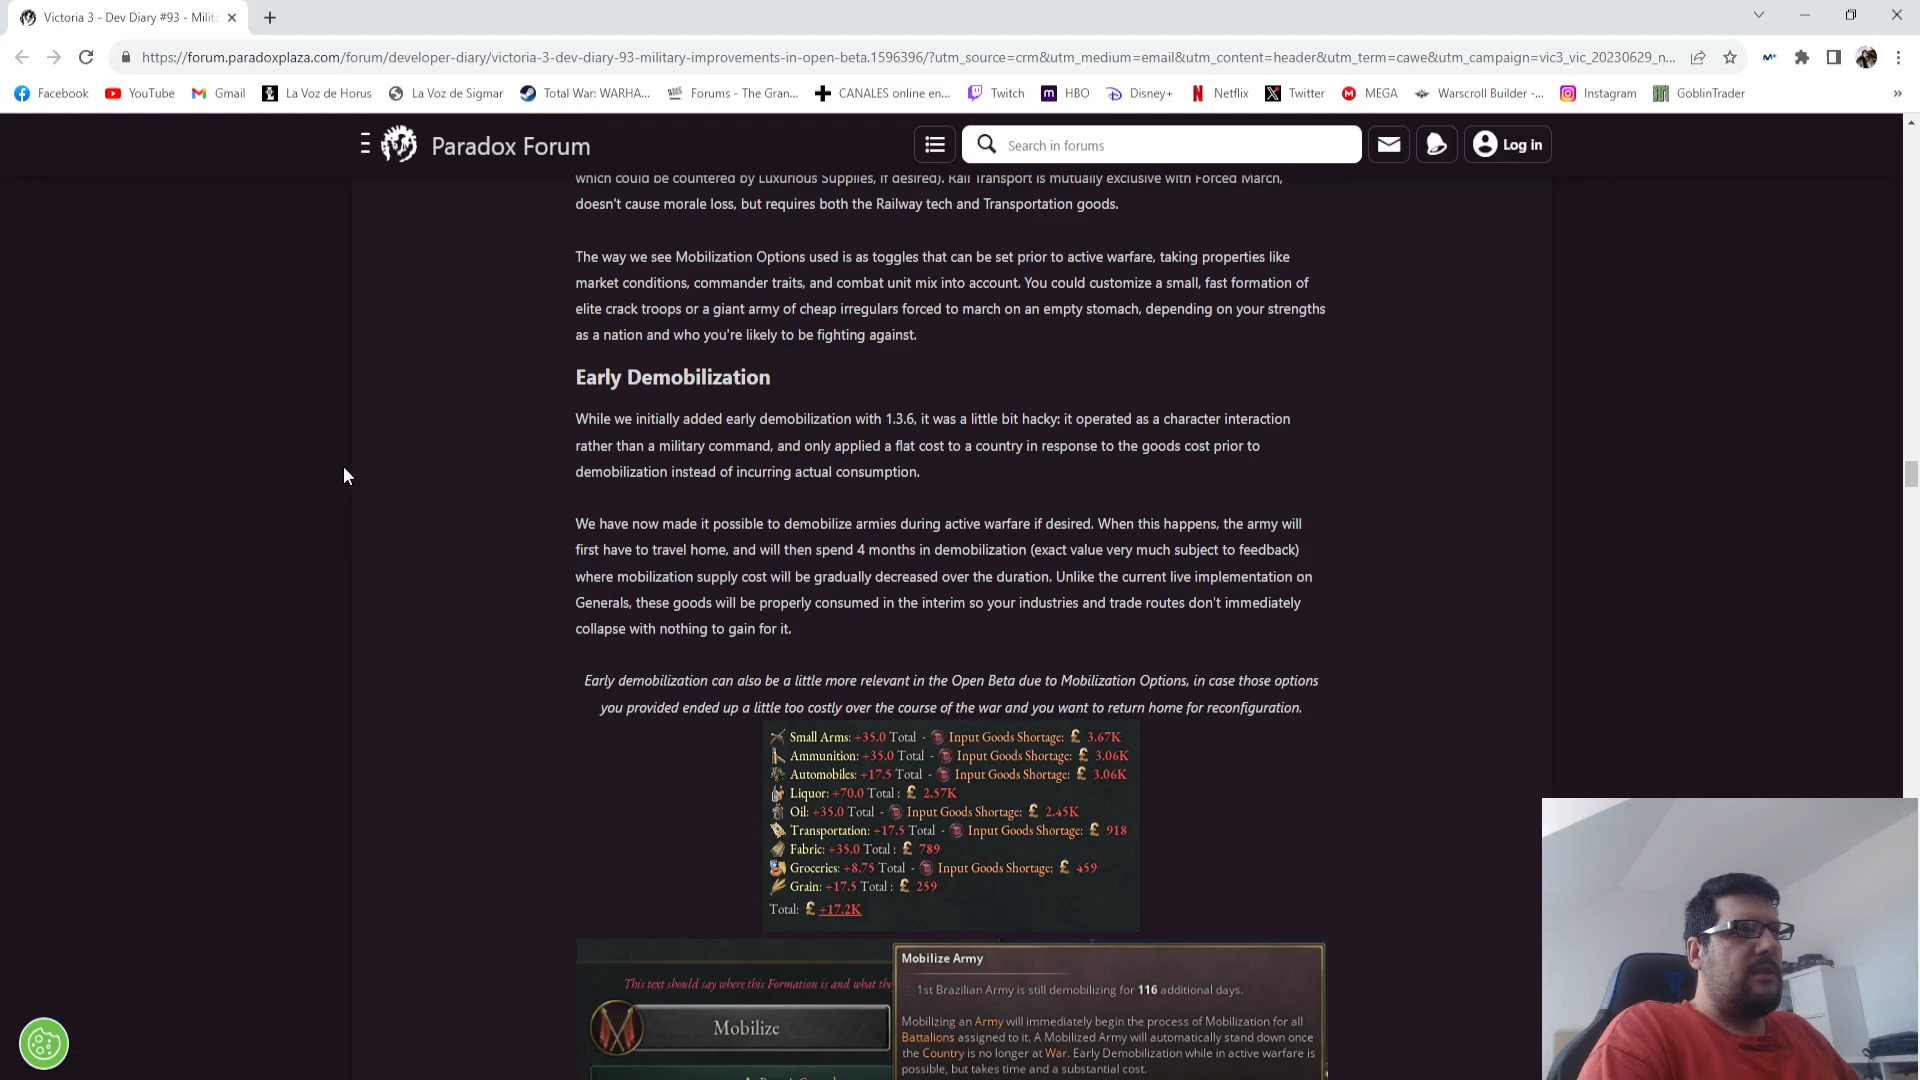 Victoria 3 - Dev Diary #93 - Milit
https://forum.paradoxplaza.com/forum/developer-diary/victoria-3-dev-diary-93-military-improvements-in-open-beta.1596396/?utm_source=crm&utm_medium=email&utm_content=header&utm_term=cawe&utm_campaign=vic3_vic_20230629_n...
Facebook YouTube Gmail La Voz de Horus La Voz de Sigmar Total War: WARHA... Forums - The Gran... CANALES online en... Twitch HBO Disney+ Netflix Twitter MEGA Warscroll Builder -... Instagram GoblinTrader »
Paradox Forum Search in forums Log in
which could be countered by Luxurious Supplies, if desired). Rail Transport is mutually exclusive with Forced March,
doesn't cause morale loss, but requires both the Railway tech and Transportation goods.
The way we see Mobilization Options used is as toggles that can be set prior to active warfare, taking properties like
market conditions, commander traits, and combat unit mix into account. You could customize a small, fast formation of
elite crack troops or a giant army of cheap irregulars forced to march on an empty stomach, depending on your strengths
as a nation and who you're likely to be fighting against.
Early Demobilization
While we initially added early demobilization with 1.3.6, it was a little bit hacky: it operated as a character interaction
rather than a military command, and only applied a flat cost to a country in response to the goods cost prior to
demobilization instead of incurring actual consumption.
We have now made it possible to demobilize armies during active warfare if desired. When this happens, the army will
first have to travel home, and will then spend 4 months in demobilization (exact value very much subject to feedback)
where mobilization supply cost will be gradually decreased over the duration. Unlike the current live implementation on
Generals, these goods will be properly consumed in the interim so your industries and trade routes don't immediately
collapse with nothing to gain for it.
Early demobilization can also be a little more relevant in the Open Beta due to Mobilization Options, in case those options
you provided ended up a little too costly over the course of the war and you want to return home for reconfiguration.
Small Arms: +35.0 Total - Input Goods Shortage: £ 3.67K
Ammunition: +35.0 Total - Input Goods Shortage: £ 3.06K
Automobiles: +17.5 Total - Input Goods Shortage: £ 3.06K
Liquor: +70.0 Total : £ 2.57K
Oil: +35.0 Total - Input Goods Shortage: £ 2.45K
Transportation: +17.5 Total - Input Goods Shortage: £ 918
Fabric: +35.0 Total : £ 789
Groceries: +8.75 Total - Input Goods Shortage: £ 459
Grain: +17.5 Total : £ 259
Total: £ +17.2K
This text should say where this Formation is and what the
Mobilize
Mobilize Army
1st Brazilian Army is still demobilizing for 116 additional days.
Mobilizing an Army will immediately begin the process of Mobilization for all
Battalions assigned to it. A Mobilized Army will automatically stand down once
the Country is no longer at War. Early Demobilization while in active warfare is
possible, but takes time and a substantial cost.